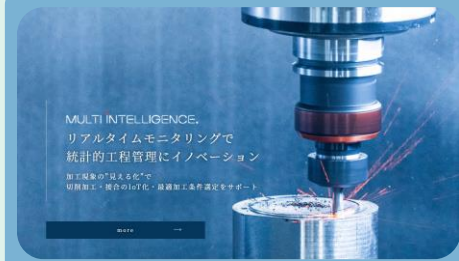 MULTI INTELLIGENCE®
リアルタイムモニタリングで
統計的工程管理にイノベーション
加工現象の"見える化"で
切削加工・接合のIoT化・最適加工条件選定をサポート
more →